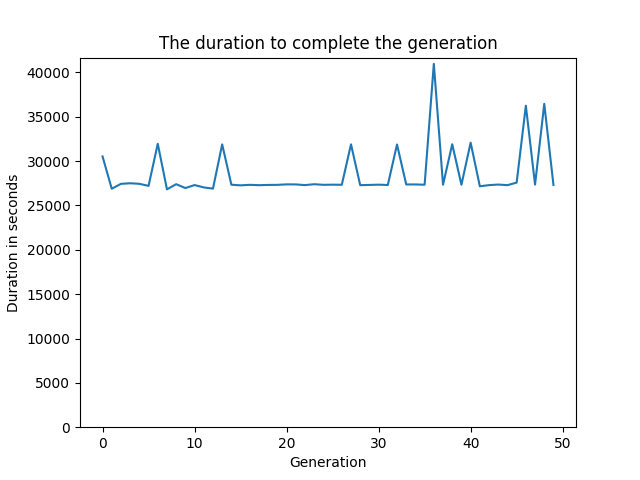 The duration to complete the generation
40000
35000
30000
25000
20000
15000
10000
5000
0
Duration in seconds
0 10 20 30 40 50
Generation